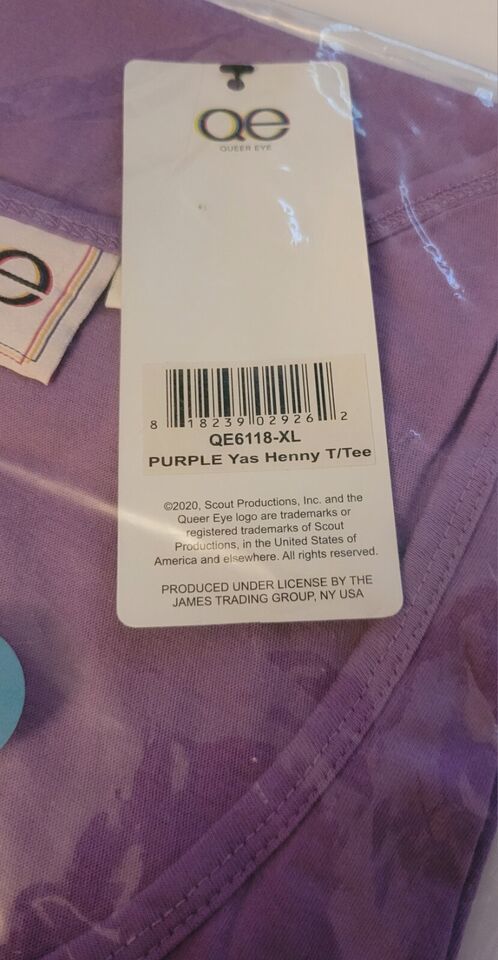 QE
QUEER EYE
e
8 18239 02926 2
QE6118-XL
PURPLE Yas Henny T/Tee
©2020, Scout Productions, Inc. and the
Queer Eye logo are trademarks or
registered trademarks of Scout
Productions, in the United States of
America and elsewhere. All rights reserved.
PRODUCED UNDER LICENSE BY THE
JAMES TRADING GROUP, NY USA